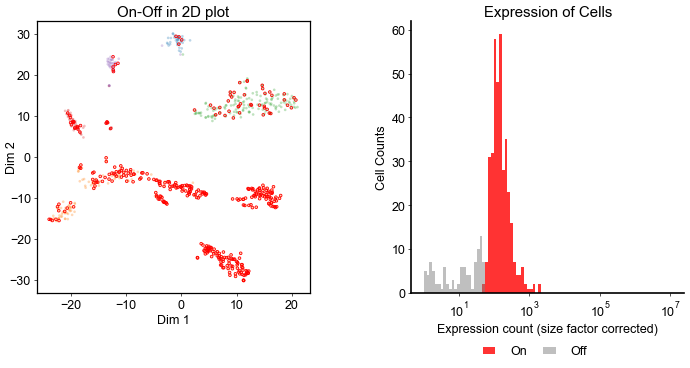 On-Off in 2D plot
30
20
10
0
−10
−20
−30
Dim 2
−20 −10 0 10 20
Dim 1
Expression of Cells
60
50
40
30
20
10
0
Cell Counts
10^1 10^3 10^5 10^7
Expression count (size factor corrected)
On Off